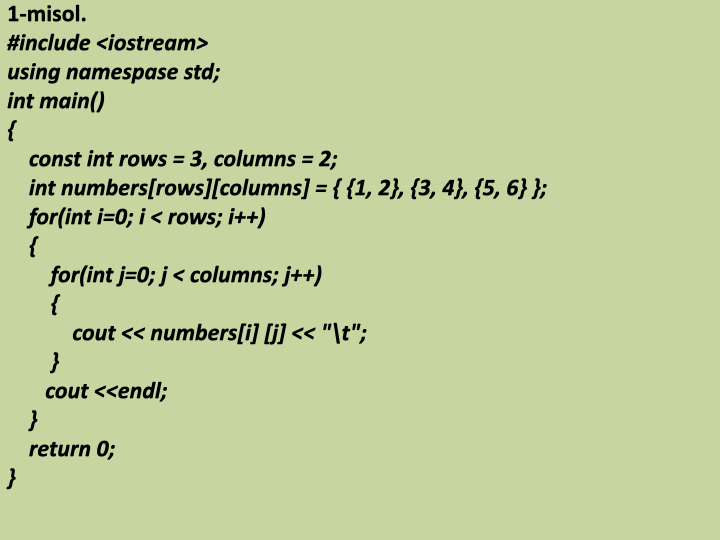 1-misol.
#include <iostream>
using namespase std;
int main()
{
const int rows = 3, columns = 2;
int numbers[rows][columns] = { {1, 2}, {3, 4}, {5, 6} };
for(int i=0; i < rows; i++)
{
for(int j=0; j < columns; j++)
{
cout << numbers[i] [j] << "\t";
}
cout <<endl;
}
return 0;
}